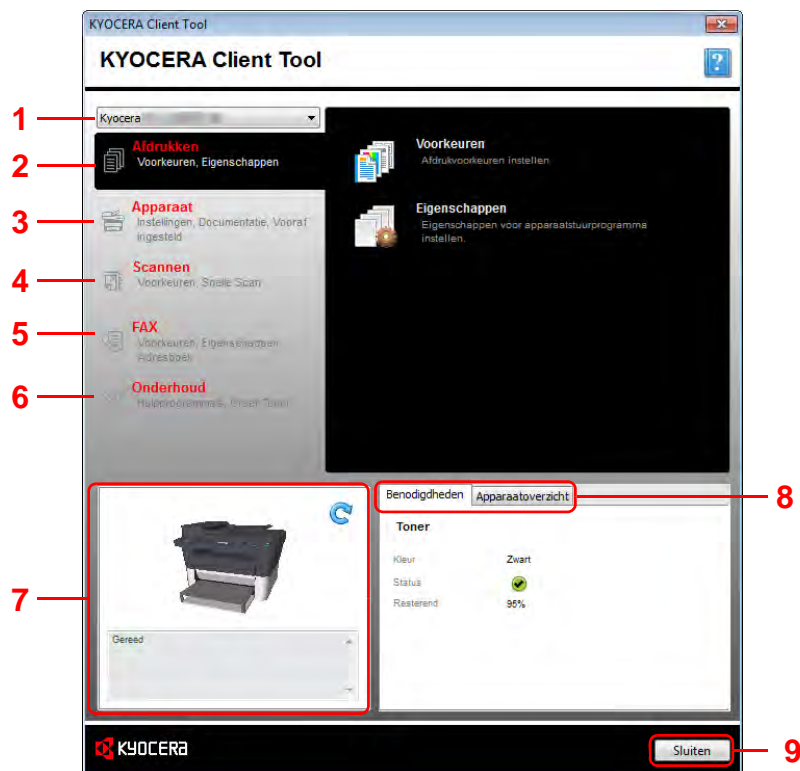 KYOCERA Client Tool
KYOCERA Client Tool
?
1
Kyocera
2
Afdrukken
Voorkeuren, Eigenschappen
3
Apparaat
Instellingen, Documentatie, Vooraf
ingesteld
4
Scannen
Voorkeuren, Snelle Scan
5
FAX
Voorkeuren, Eigenschappen
Adresboek
6
Onderhoud
Voorkeuren
Afdrukvoorkeuren instellen
Eigenschappen
Eigenschappen voor apparaatstuurprogramma
instellen.
7
Gereed
Benodigdheden
Apparaatoverzicht
8
Toner
Kleur
Zwart
Status
Resterend
95%
KYOCERA
Sluiten
9